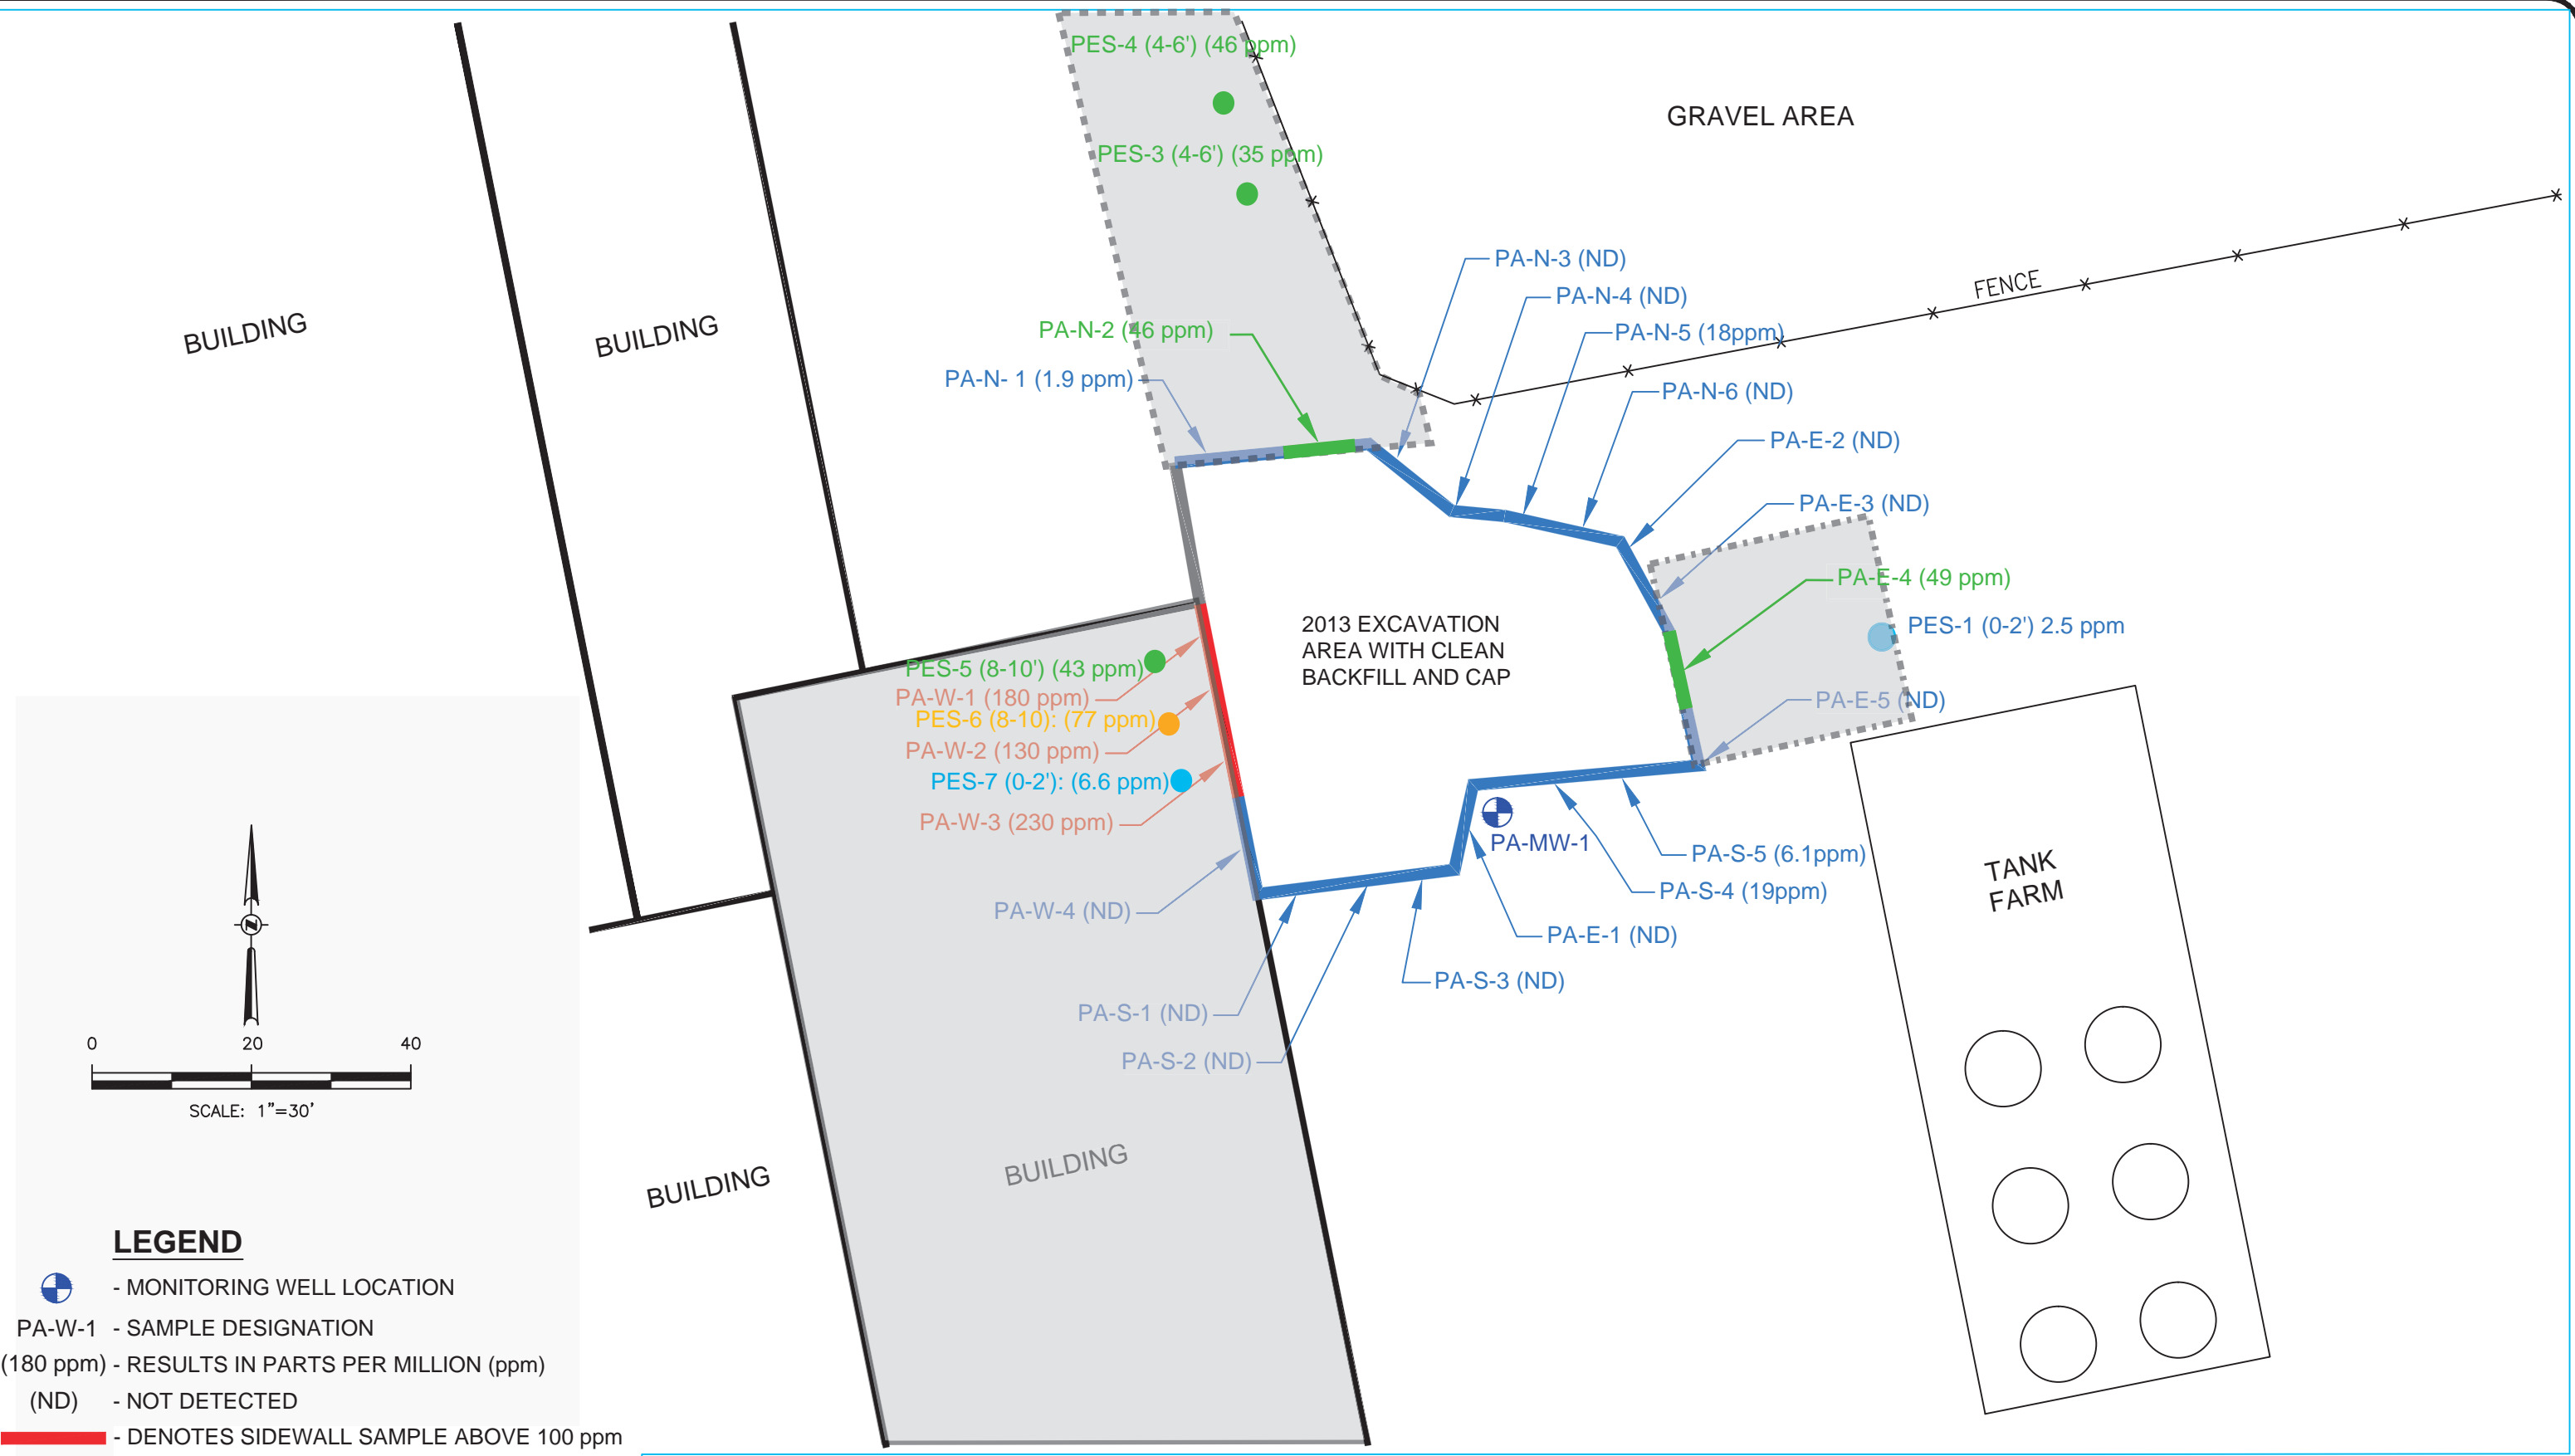 PES-4 (4-6') (46 ppm)
GRAVEL AREA
PES-3 (4-6') (35 ppm)
PA-N-3 (ND)
FENCE
PA-N-4 (ND)
BUILDING
BUILDING
PA-N-2 (46 ppm)
PA-N-5 (18ppm)
PA-N- 1 (1.9 ppm)
PA-N-6 (ND)
PA-E-2 (ND)
PA-E-3 (ND)
PA-E-4 (49 ppm)
2013 EXCAVATION
AREA WITH CLEAN
BACKFILL AND CAP
PES-1 (0-2') 2.5 ppm
PES-5 (8-10') (43 ppm)
PA-W-1 (180 ppm)
PA-E-5 (ND)
PES-6 (8-10): (77 ppm)
PA-W-2 (130 ppm)
PES-7 (0-2'): (6.6 ppm)
PA-W-3 (230 ppm)
PA-MW-1
PA-S-5 (6.1ppm)
TANK
FARM
PA-S-4 (19ppm)
PA-W-4 (ND)
PA-E-1 (ND)
PA-S-3 (ND)
PA-S-1 (ND)
PA-S-2 (ND)
N
0 20 40
SCALE: 1"=30'
BUILDING
BUILDING
LEGEND
- MONITORING WELL LOCATION
PA-W-1 - SAMPLE DESIGNATION
(180 ppm) - RESULTS IN PARTS PER MILLION (ppm)
(ND) - NOT DETECTED
- DENOTES SIDEWALL SAMPLE ABOVE 100 ppm